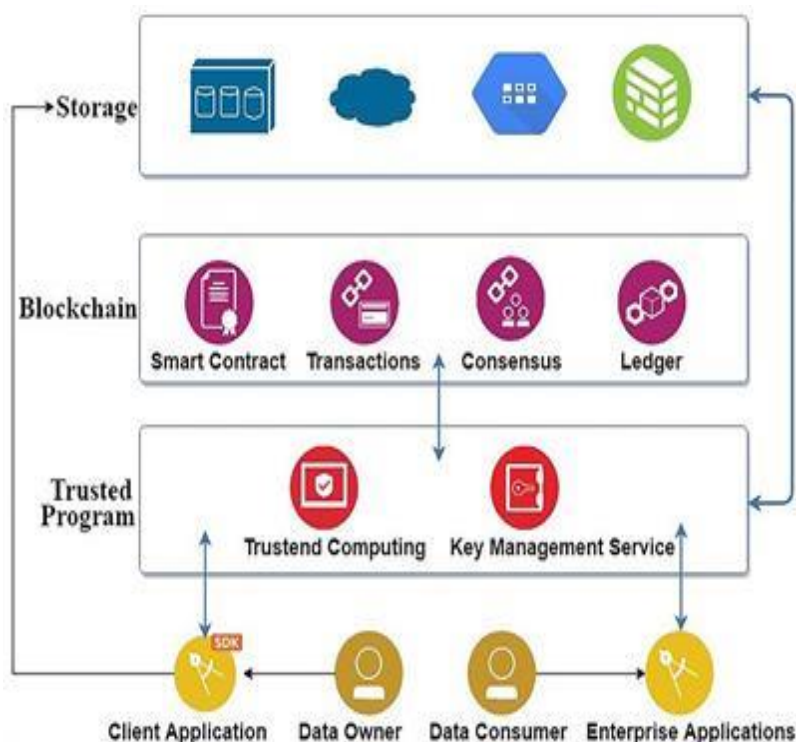 Storage
Blockchain
Smart Contract Transactions Consensus Ledger
Trusted
Program
Trustend Computing Key Management Service
SDK
Client Application Data Owner Data Consumer Enterprise Applications